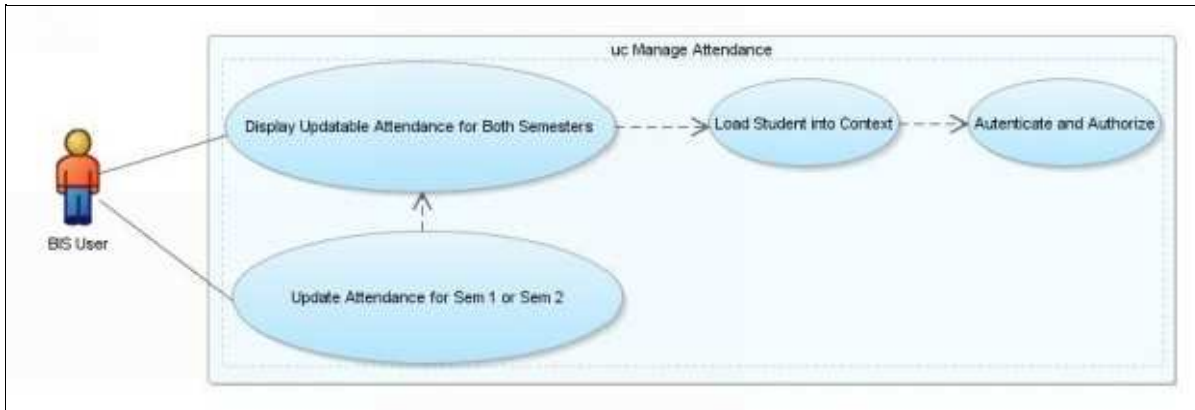 uc Manage Attendance
Display Updatable Attendance for Both Semesters
Load Student into Context
Autenticate and Authorize
BIS User
Update Attendance for Sem 1 or Sem 2